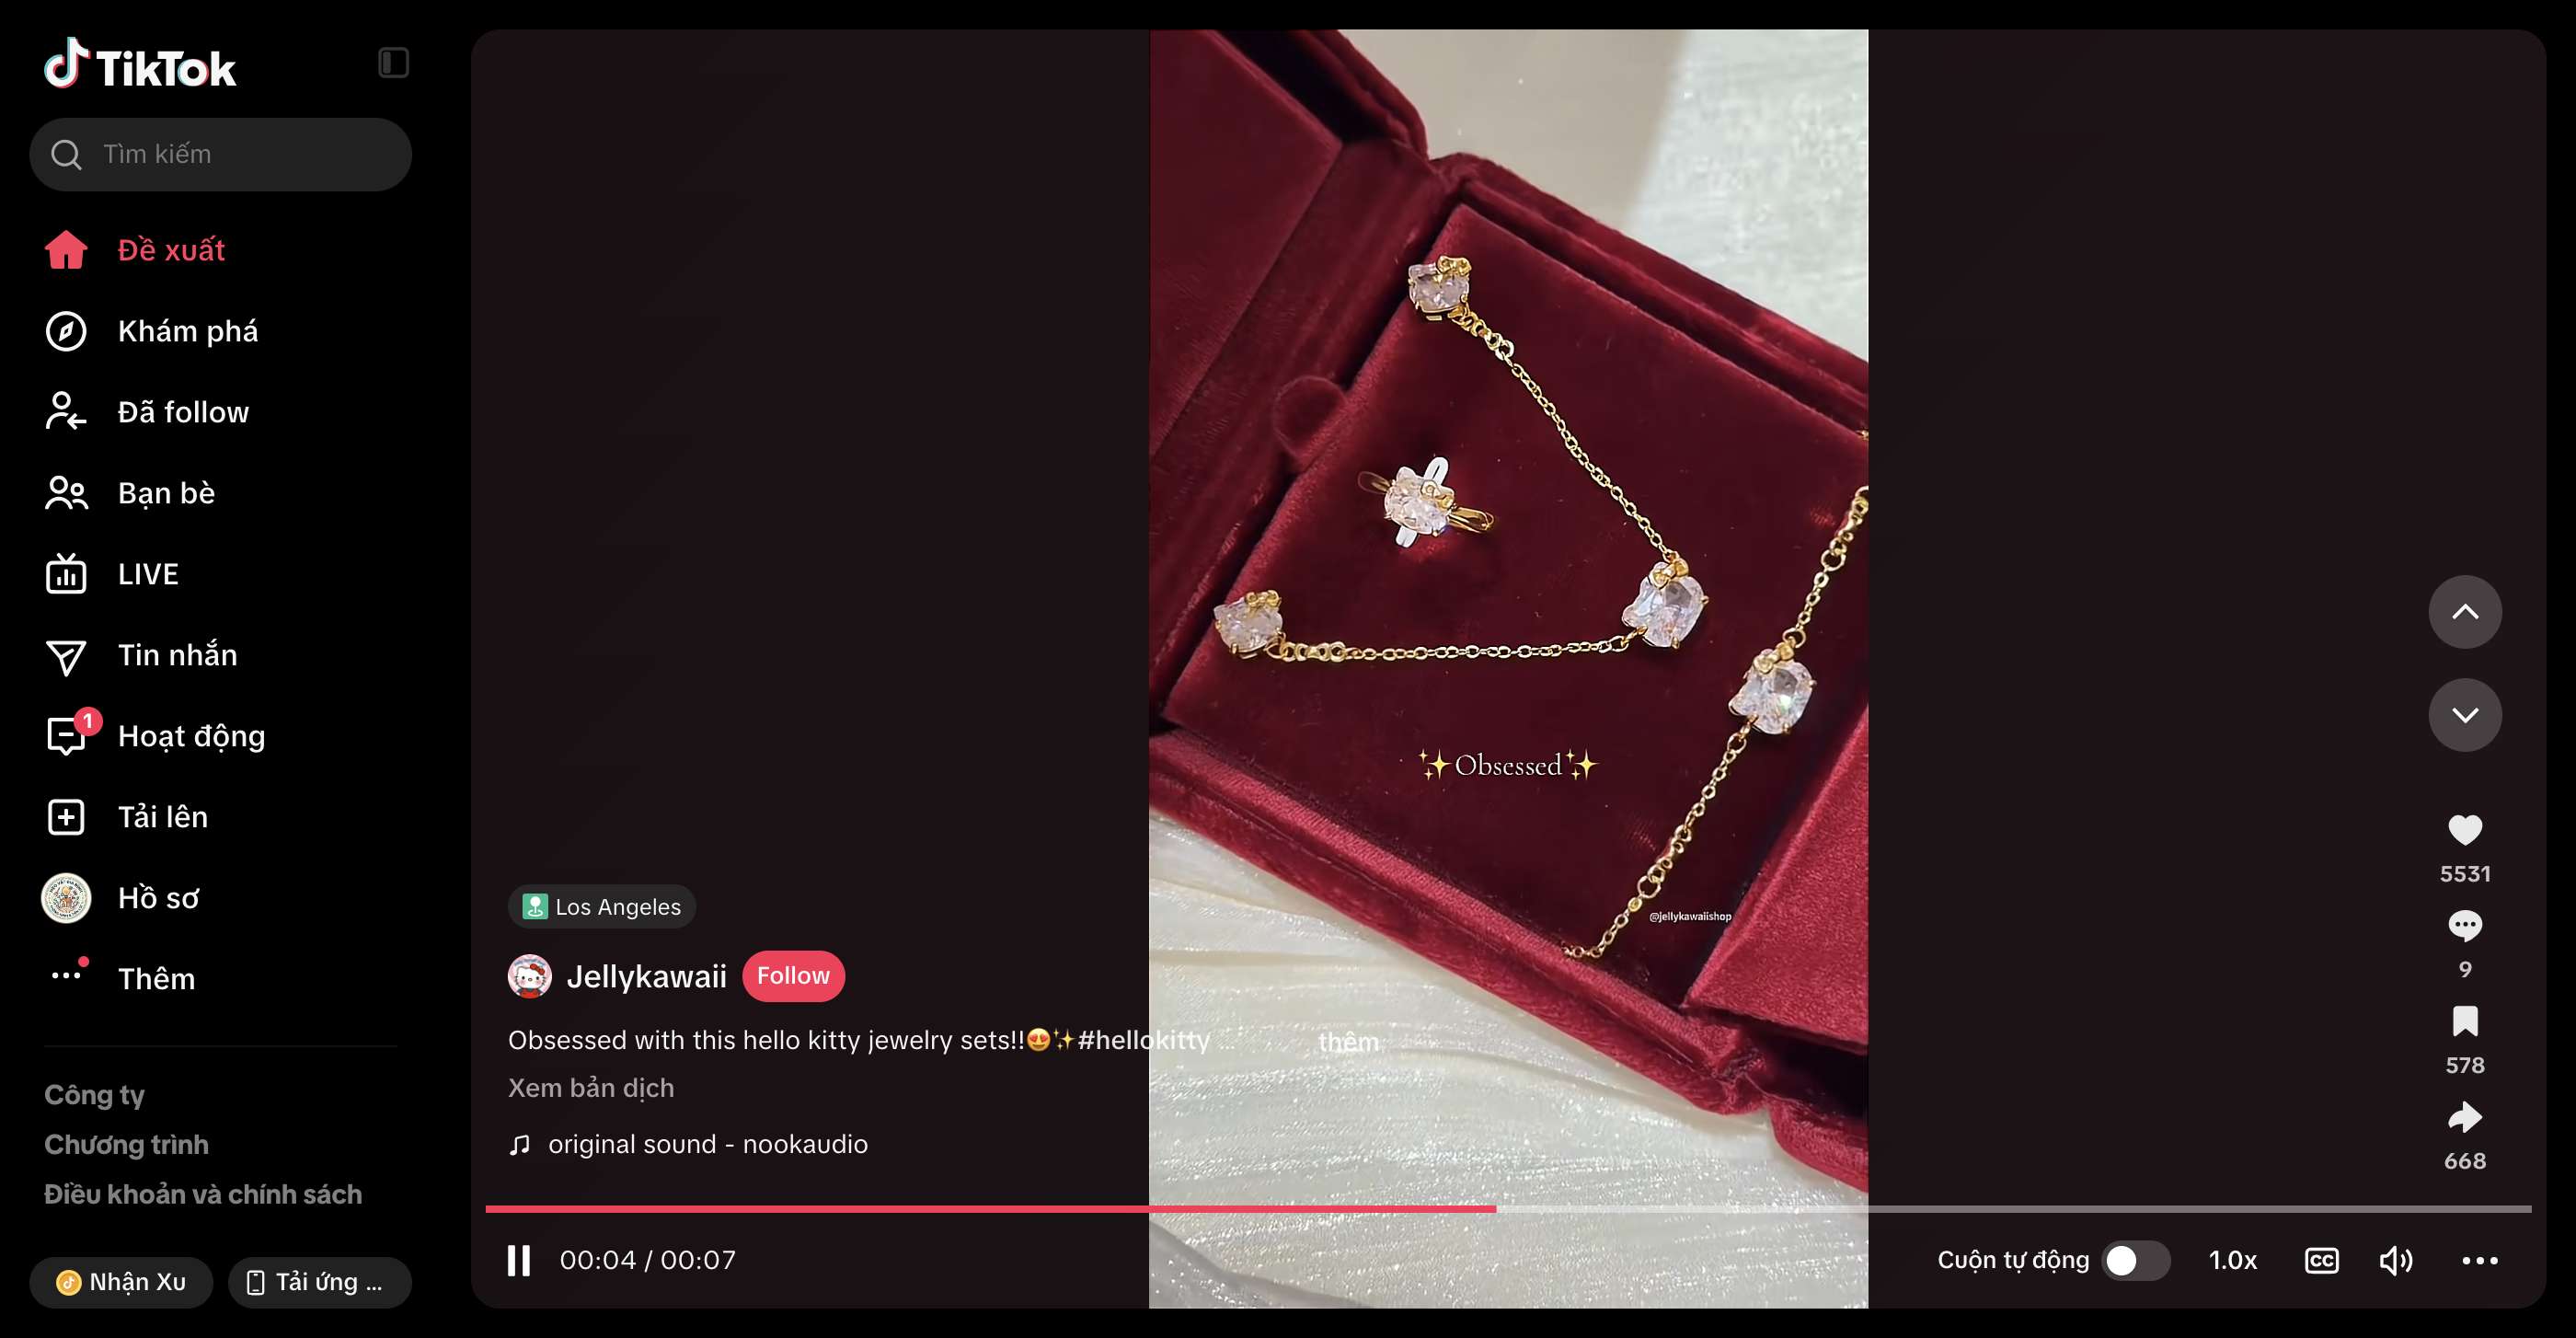 TikTok
Tìm kiếm
Đề xuất
Khám phá
Đã follow
Bạn bè
LIVE
Tin nhắn
1
Hoạt động
Tải lên
Hồ sơ
Thêm
Công ty
Chương trình
Điều khoản và chính sách
Nhận Xu
Tải ứng ...
✨Obsessed✨
@jellykawaiishop
Los Angeles
Jellykawaii
Follow
Obsessed with this hello kitty jewelry sets!!😍✨#hellokitty ... thêm
Xem bản dịch
original sound - nookaudio
00:04 / 00:07
5531
9
578
668
Cuộn tự động
1.0x
CC